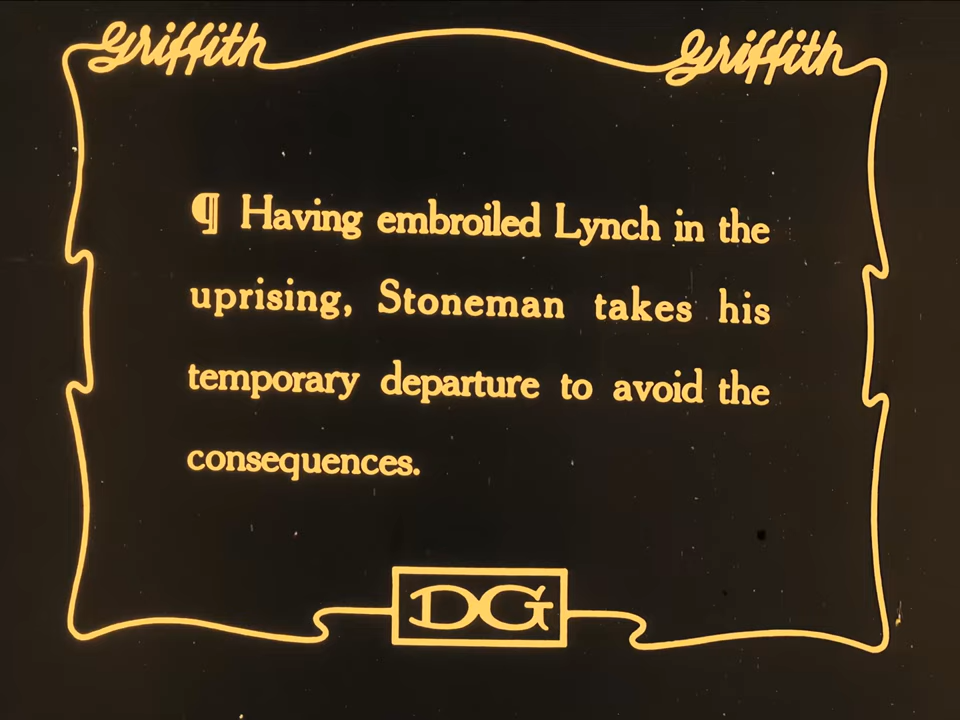 Griffith Griffith
¶ Having embroiled Lynch in the
uprising, Stoneman takes his
temporary departure to avoid the
consequences.
DG